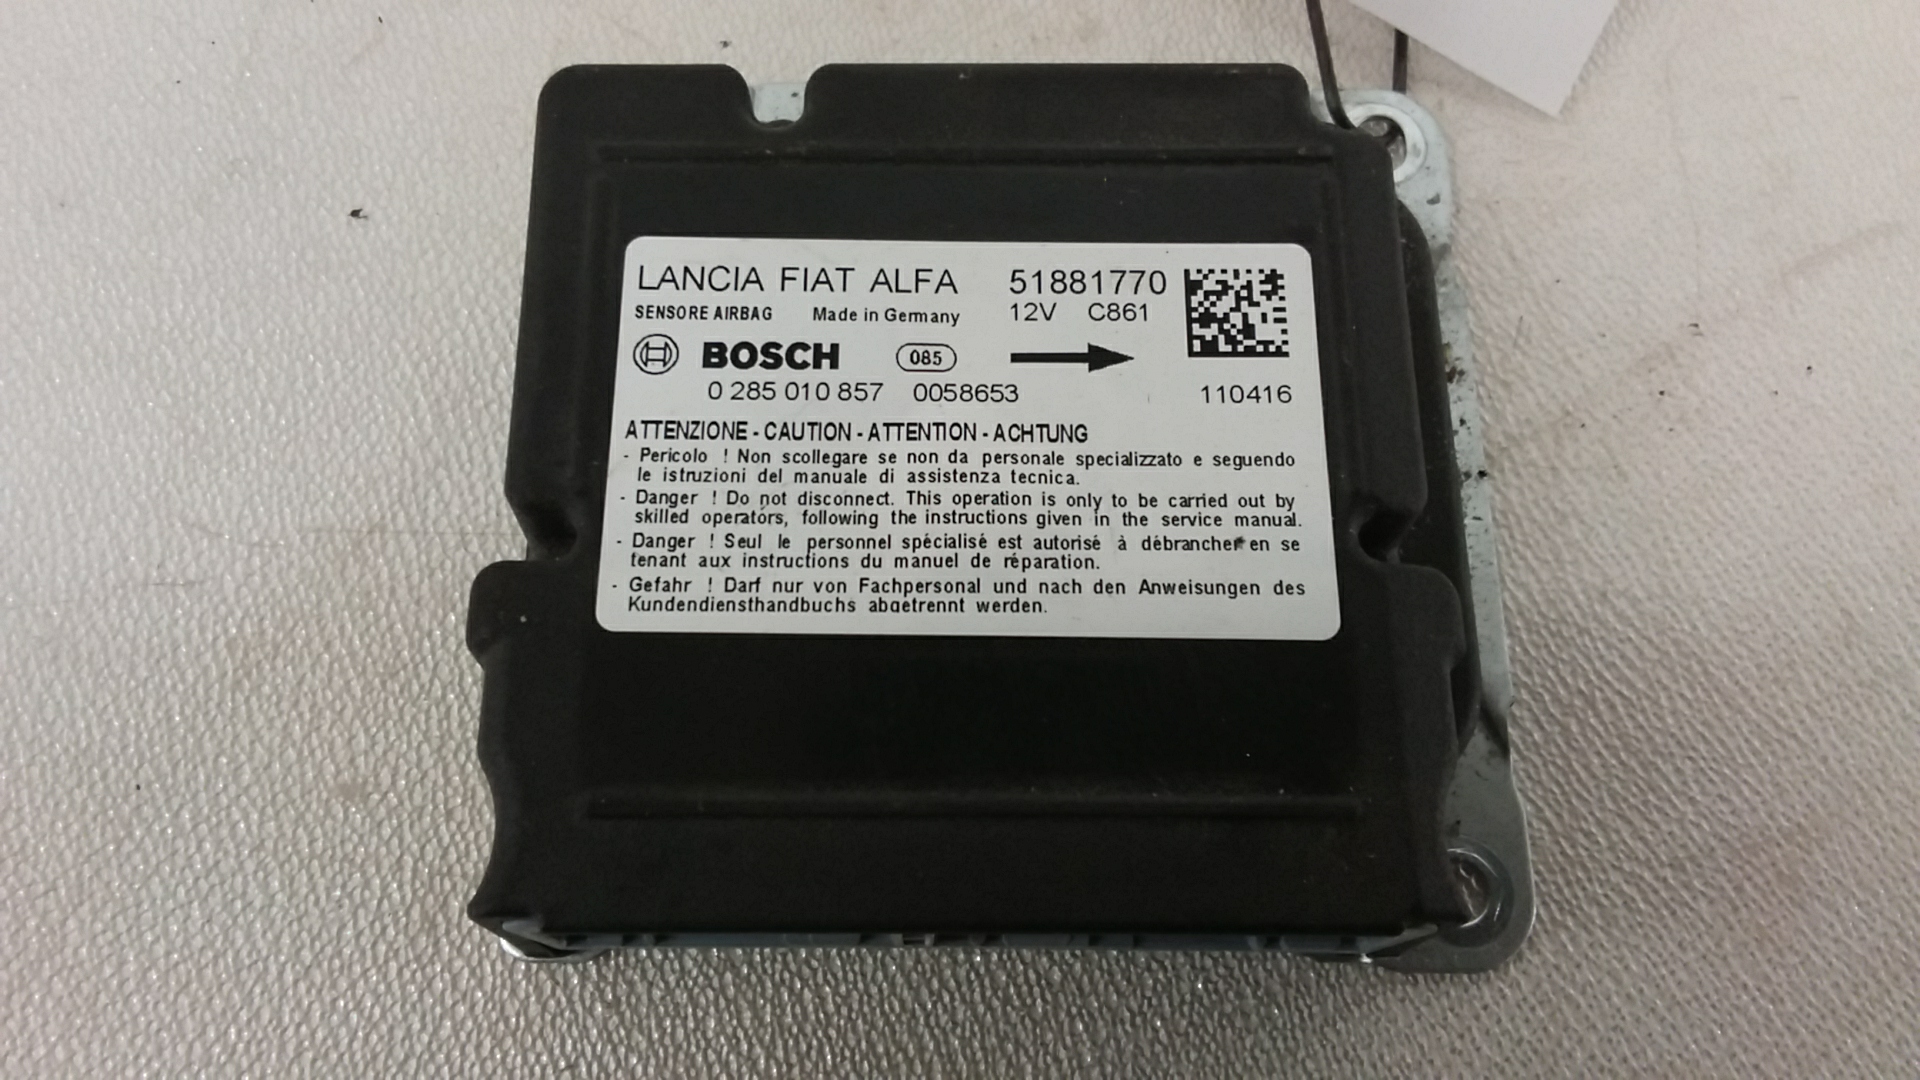 LANCIA FIAT ALFA 51881770
SENSORE AIRBAG Made in Germany 12V C861
BOSCH 085
0 285 010 857 0058653 110416
ATTENZIONE - CAUTION - ATTENTION - ACHTUNG
- Pericolo ! Non scollegare se non da personale specializzato e seguendo
le istruzioni del manuale di assistenza tecnica.
- Danger ! Do not disconnect. This operation is only to be carried out by
skilled operators, following the instructions given in the service manual.
- Danger ! Seul le personnel spécialisé est autorisé à débrancher en se
tenant aux instructions du manuel de réparation.
- Gefahr ! Darf nur von Fachpersonal und nach den Anweisungen des
Kundendiensthandbuchs abgetrennt werden.